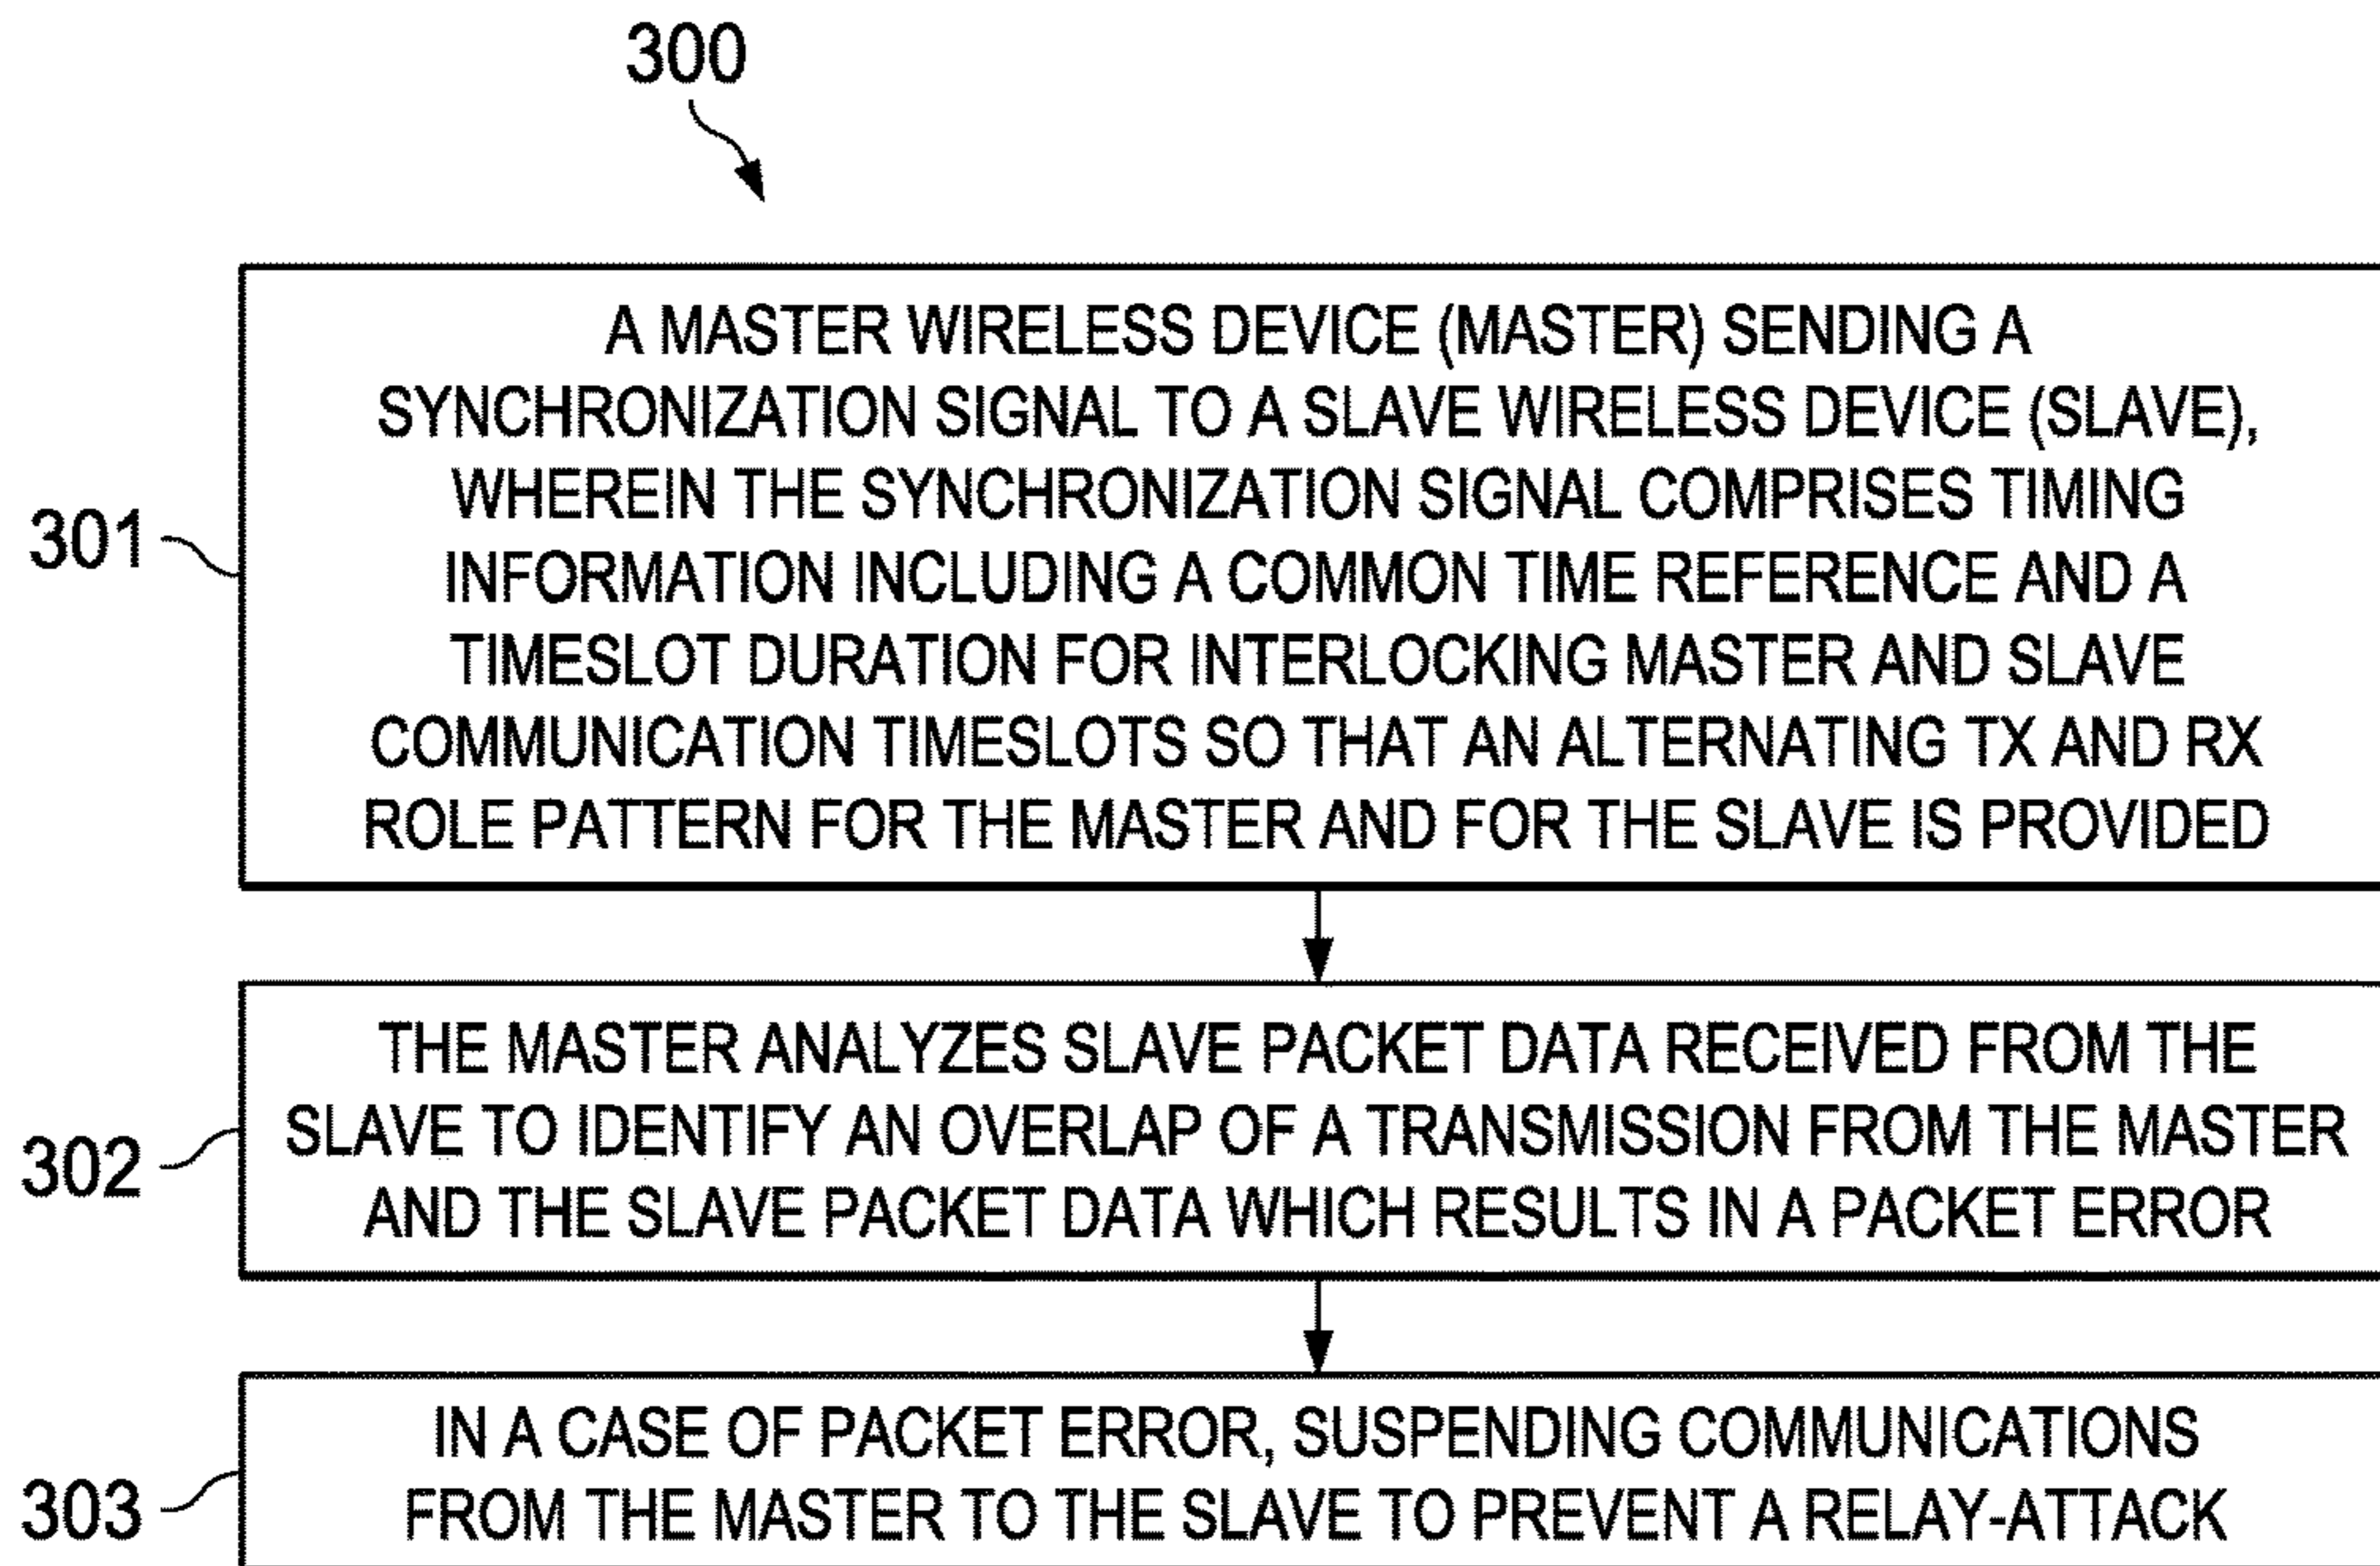 300
A MASTER WIRELESS DEVICE (MASTER) SENDING A
SYNCHRONIZATION SIGNAL TO A SLAVE WIRELESS DEVICE (SLAVE),
WHEREIN THE SYNCHRONIZATION SIGNAL COMPRISES TIMING
301
INFORMATION INCLUDING A COMMON TIME REFERENCE AND A
TIMESLOT DURATION FOR INTERLOCKING MASTER AND SLAVE
COMMUNICATION TIMESLOTS SO THAT AN ALTERNATING TX AND RX
ROLE PATTERN FOR THE MASTER AND FOR THE SLAVE IS PROVIDED
THE MASTER ANALYZES SLAVE PACKET DATA RECEIVED FROM THE
SLAVE TO IDENTIFY AN OVERLAP OF A TRANSMISSION FROM THE MASTER
302
AND THE SLAVE PACKET DATA WHICH RESULTS IN A PACKET ERROR
IN A CASE OF PACKET ERROR, SUSPENDING COMMUNICATIONS
303
FROM THE MASTER TO THE SLAVE TO PREVENT A RELAY-ATTACK